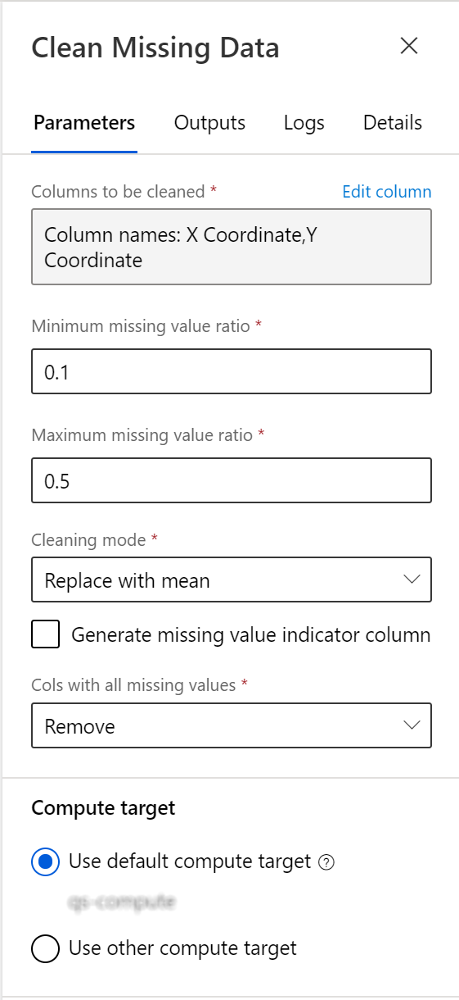 Clean Missing Data
Parameters Outputs Logs Details
Columns to be cleaned * Edit column
Column names: X Coordinate,Y
Coordinate
Minimum missing value ratio *
0.1
Maximum missing value ratio *
0.5
Cleaning mode *
Replace with mean
Generate missing value indicator column
Cols with all missing values *
Remove
Compute target
Use default compute target ?
Use other compute target